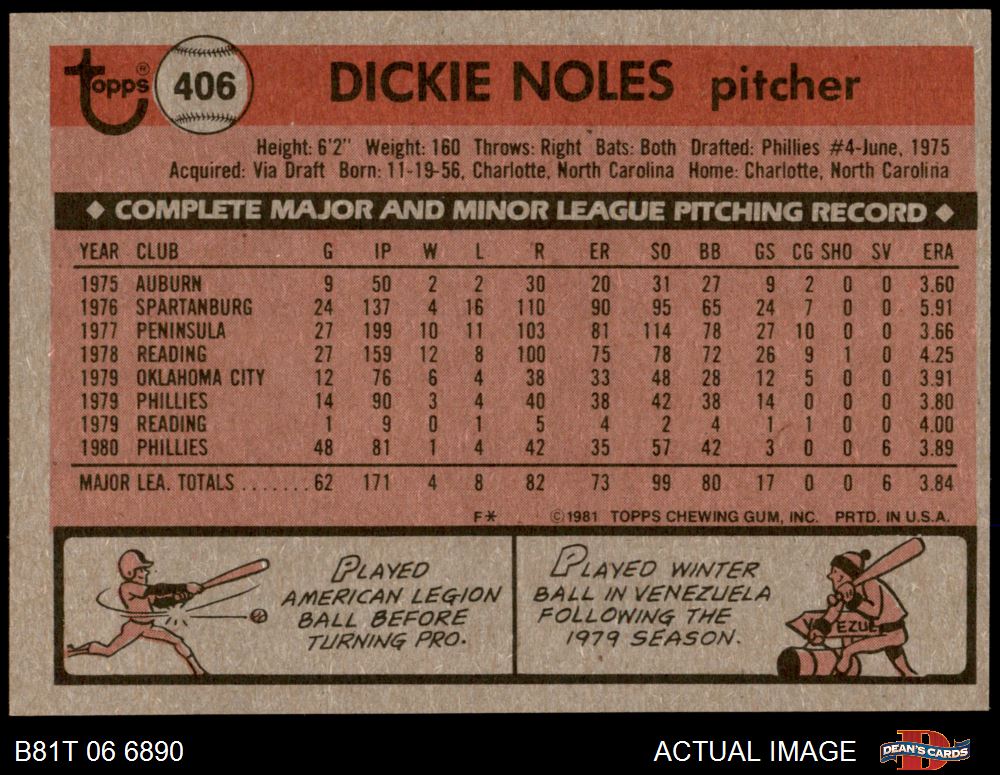 Topps® 406 DICKIE NOLES pitcher
Height: 6'2" Weight: 160 Throws: Right Bats: Both Drafted: Phillies #4-June, 1975
Acquired: Via Draft Born: 11-19-56, Charlotte, North Carolina Home: Charlotte, North Carolina
◆ COMPLETE MAJOR AND MINOR LEAGUE PITCHING RECORD ◆
YEAR CLUB G IP W L R ER SO BB GS CG SHO SV ERA
1975 AUBURN 9 50 2 2 30 20 31 27 9 2 0 0 3.60
1976 SPARTANBURG 24 137 4 16 110 90 95 65 24 7 0 0 5.91
1977 PENINSULA 27 199 10 11 103 81 114 78 27 10 0 0 3.66
1978 READING 27 159 12 8 100 75 78 72 26 9 1 0 4.25
1979 OKLAHOMA CITY 12 76 6 4 38 33 48 28 12 5 0 0 3.91
1979 PHILLIES 14 90 3 4 40 38 42 38 14 0 0 0 3.80
1979 READING 1 9 0 1 5 4 2 4 1 1 0 0 4.00
1980 PHILLIES 48 81 1 4 42 35 57 42 3 0 0 6 3.89
MAJOR LEA. TOTALS ....... 62 171 4 8 82 73 99 80 17 0 0 6 3.84
F* ©1981 TOPPS CHEWING GUM, INC. PRTD. IN U.S.A.
PLAYED
AMERICAN LEGION
BALL BEFORE
TURNING PRO.
PLAYED WINTER
BALL IN VENEZUELA
FOLLOWING THE
1979 SEASON.
V EZUE
B81T 06 6890 ACTUAL IMAGE DEAN'S CARDS